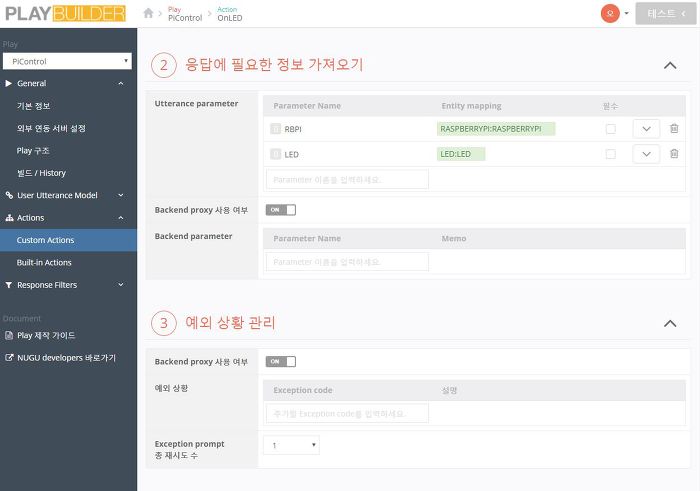 PLAYBUILDER
Play
PiControl
Action
OnLED
오
테스트
Play
PiControl
General
기본 정보
외부 연동 서버 설정
Play 구조
빌드 / History
User Utterance Model
Actions
Custom Actions
Built-in Actions
Response Filters
Document
Play 제작 가이드
NUGU developers 바로가기
2 응답에 필요한 정보 가져오기
Utterance parameter
Parameter Name Entity mapping 필수
RBPI RASPBERRYPI:RASPBERRYPI
LED LED:LED
Parameter 이름을 입력하세요.
Backend proxy 사용 여부 ON
Backend parameter
Parameter Name Memo
Parameter 이름을 입력하세요.
3 예외 상황 관리
Backend proxy 사용 여부 ON
예외 상황
Exception code 설명
추가할 Exception code를 입력하세요.
Exception prompt
총 재시도 수
1